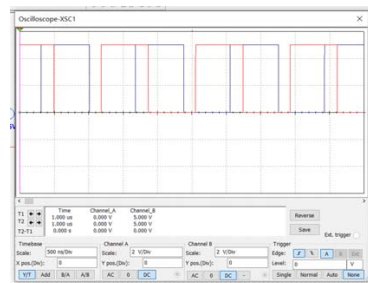 Oscilloscope-XSC1
Time Channel_A Channel_B
T1 1.000 us 0.000 V 5.000 V
T2 1.000 us 0.000 V 5.000 V
T2-T1 0.000 s 0.000 V 0.000 V
Reverse
Save
Ext. trigger
Timebase
Scale: 500 ns/Div
X pos.(Div): 0
Y/T Add B/A A/B
Channel A
Scale: 2 V/Div
Y pos.(Div): 0
AC 0 DC
Channel B
Scale: 2 V/Div
Y pos.(Div): 0
AC 0 DC -
Trigger
Edge: A B Ext
Level: 0 V
Single Normal Auto None